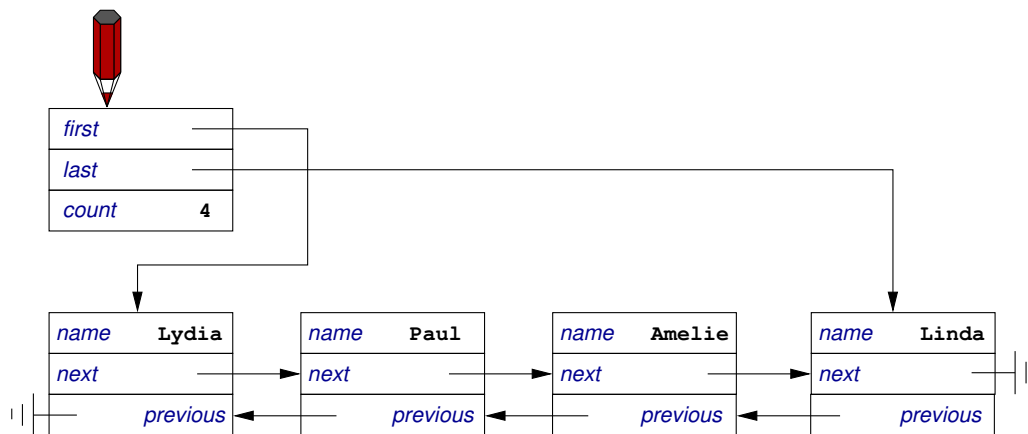 first
last
count 4
name Lydia name Paul name Amelie name Linda
next next next next
previous previous previous previous